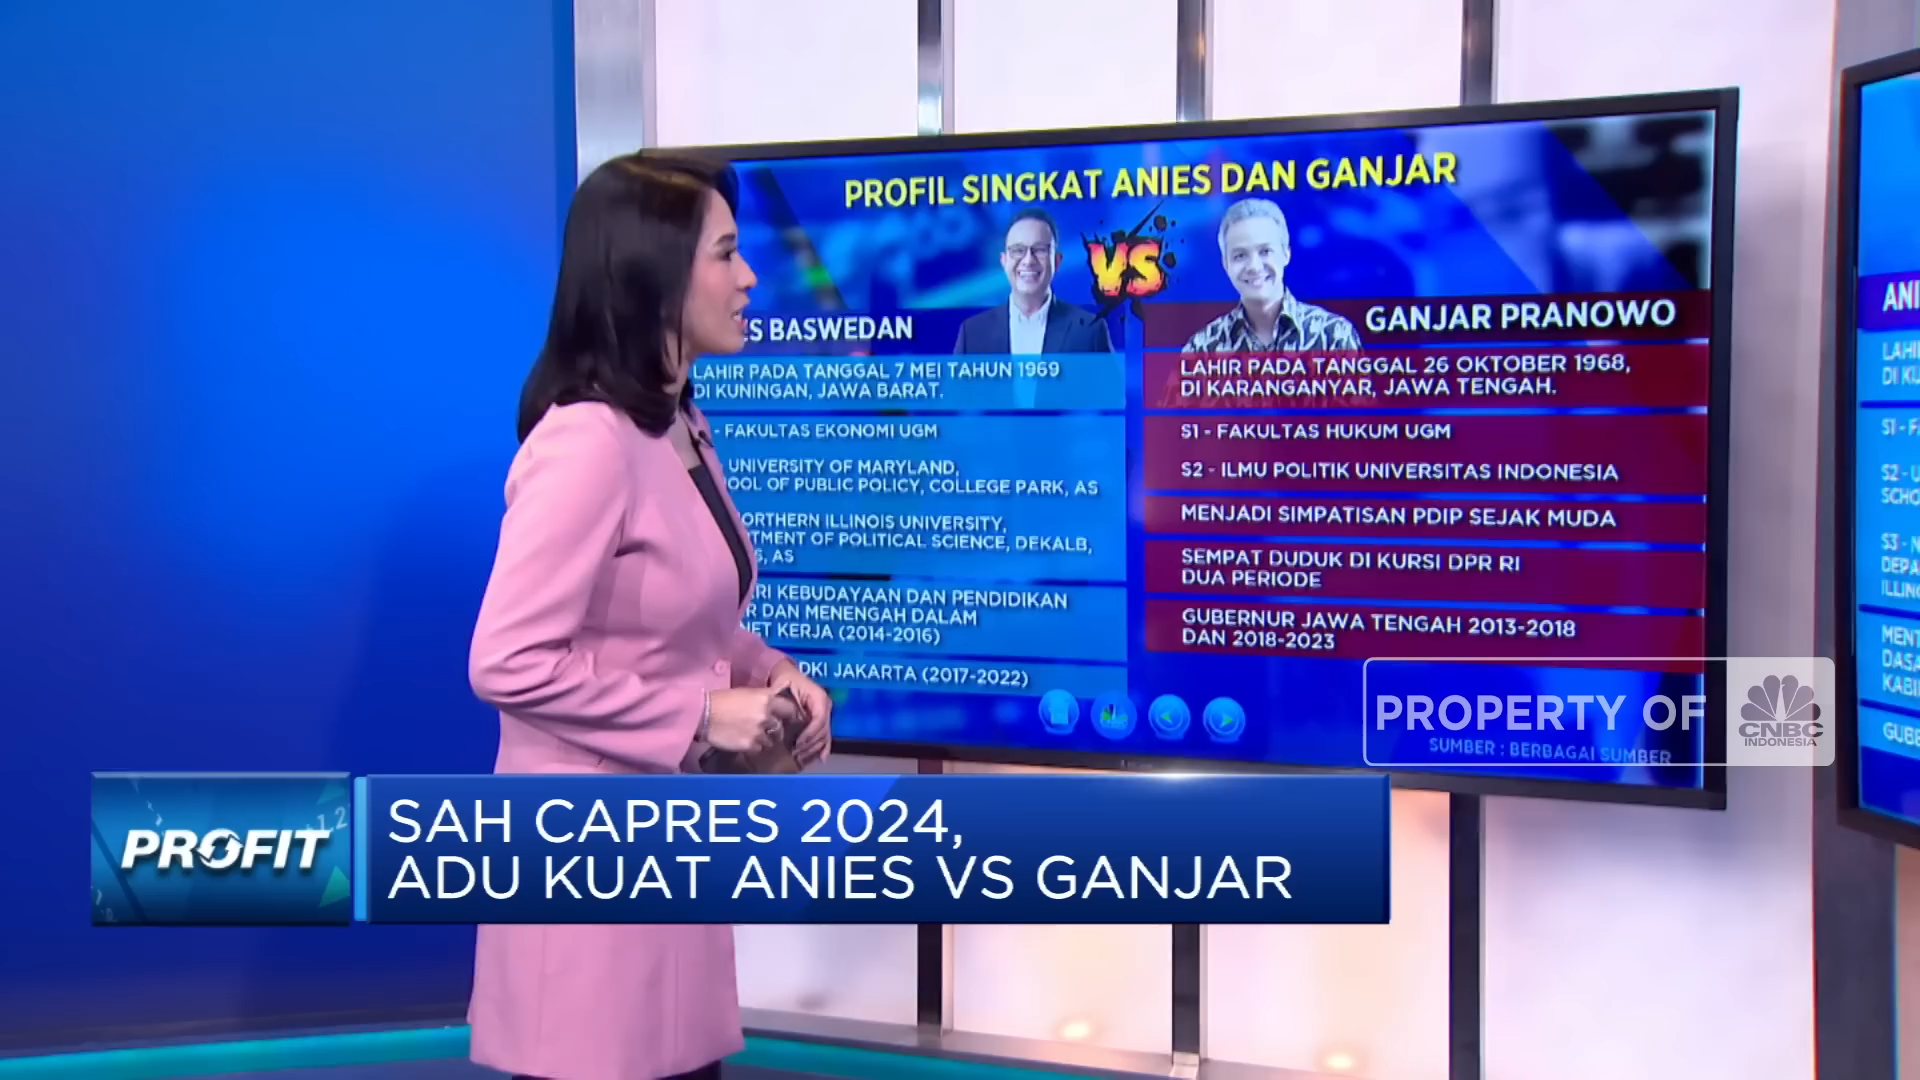 PROFIL SINGKAT ANIES DAN GANJAR
VS
BASWEDAN
LAHIR PADA TANGGAL 7 MEI TAHUN 1969
DI KUNINGAN, JAWA BARAT.
- FAKULTAS EKONOMI UGM
UNIVERSITY OF MARYLAND,
OF PUBLIC POLICY, COLLEGE PARK, AS
ILLINOIS UNIVERSITY,
OF POLITICAL SCIENCE, DEKALB,
AS
KEBUDAYAAN DAN PENDIDIKAN
DAN MENENGAH DALAM
KERJA (2014-2016)
DKI JAKARTA (2017-2022)
GANJAR PRANOWO
LAHIR PADA TANGGAL 26 OKTOBER 1968,
DI KARANGANYAR, JAWA TENGAH.
S1 - FAKULTAS HUKUM UGM
S2 - ILMU POLITIK UNIVERSITAS INDONESIA
MENJADI SIMPATISAN PDIP SEJAK MUDA
SEMPAT DUDUK DI KURSI DPR RI
DUA PERIODE
GUBERNUR JAWA TENGAH 2013-2018
DAN 2018-2023
SUMBER : BERBAGAI SUMBER
PROPERTY OF
CNBC
INDONESIA
S1 -
S2 -
S3 -
PROFIT
SAH CAPRES 2024,
ADU KUAT ANIES VS GANJAR